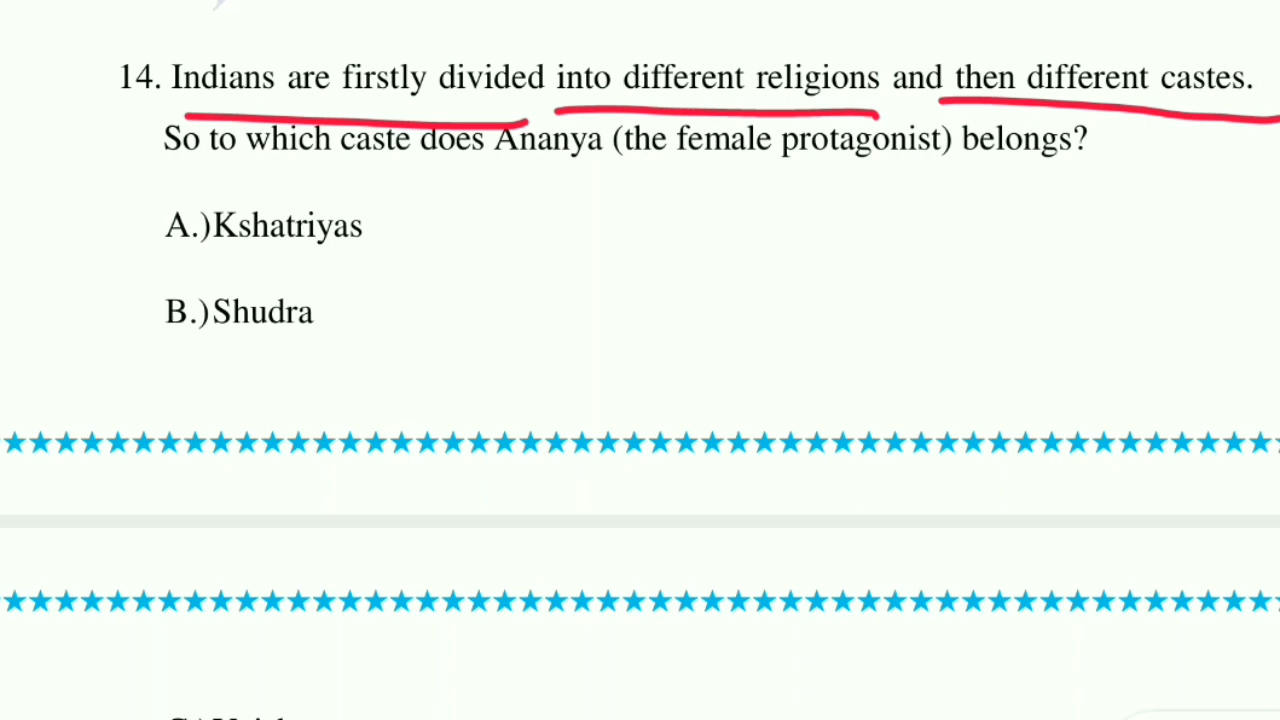 14. Indians are firstly divided into different religions and then different castes.
So to which caste does Ananya (the female protagonist) belongs?
A.)Kshatriyas
B.)Shudra